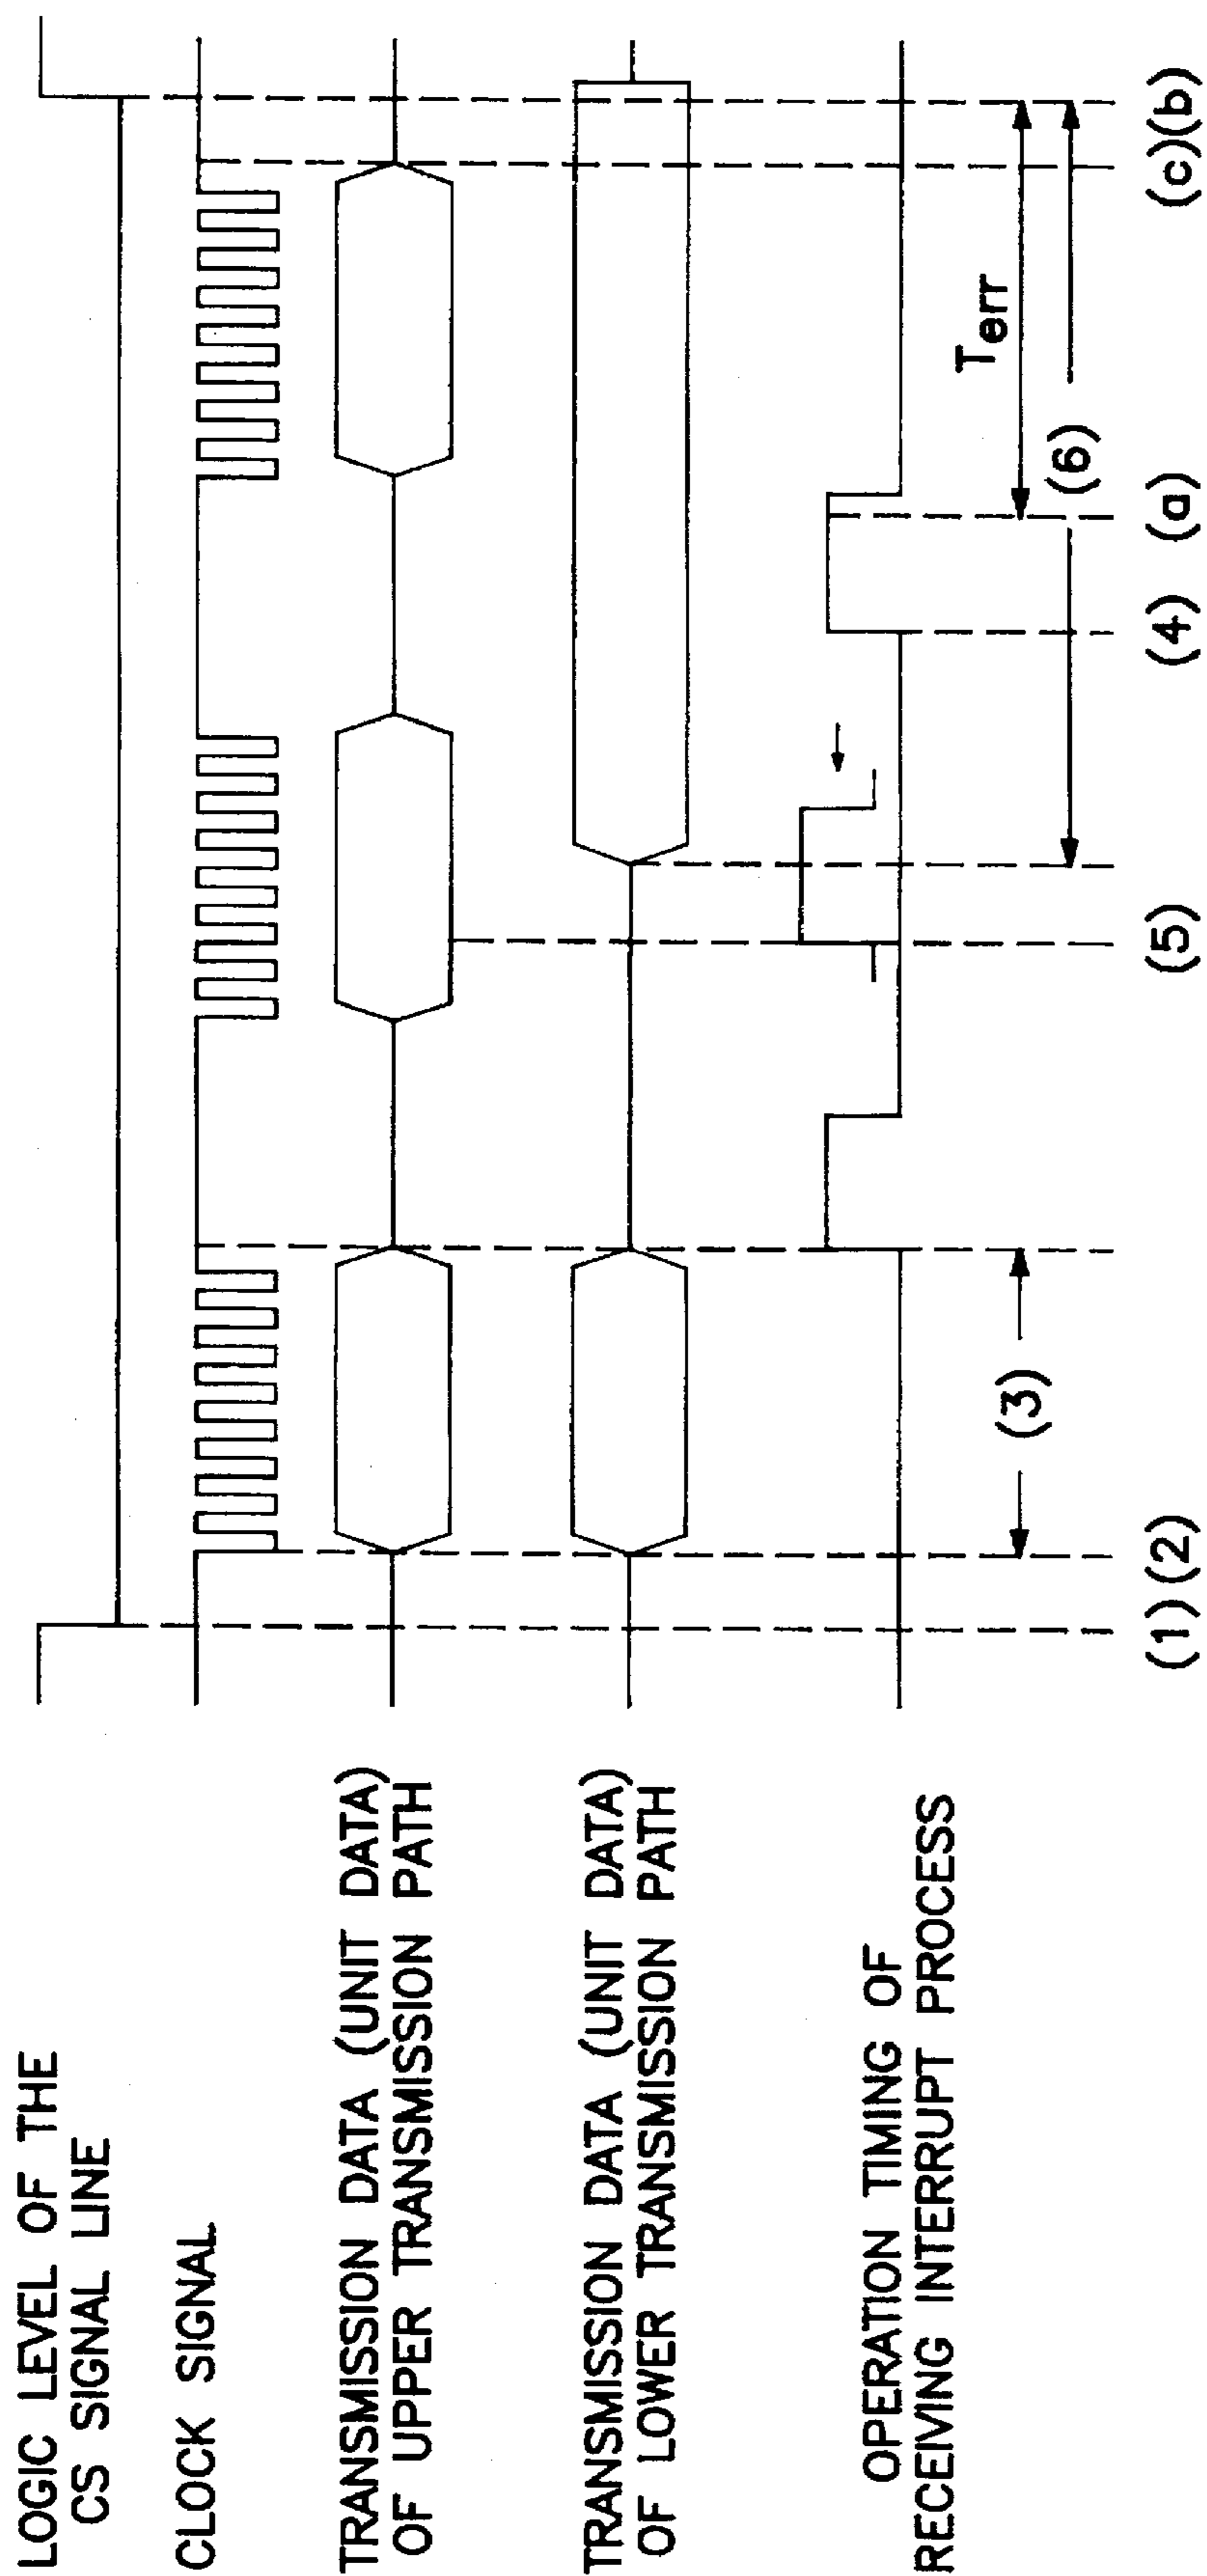 LOGIC LEVEL OF THE
CS SIGNAL LINE
CLOCK SIGNAL
TRANSMISSION DATA (UNIT DATA)
OF UPPER TRANSMISSION PATH
TRANSMISSION DATA (UNIT DATA)
OF LOWER TRANSMISSION PATH
OPERATION TIMING OF
RECEIVING INTERRUPT PROCESS
Terr
(3)
(6)
(1) (2) (5) (4) (a) (c) (b)